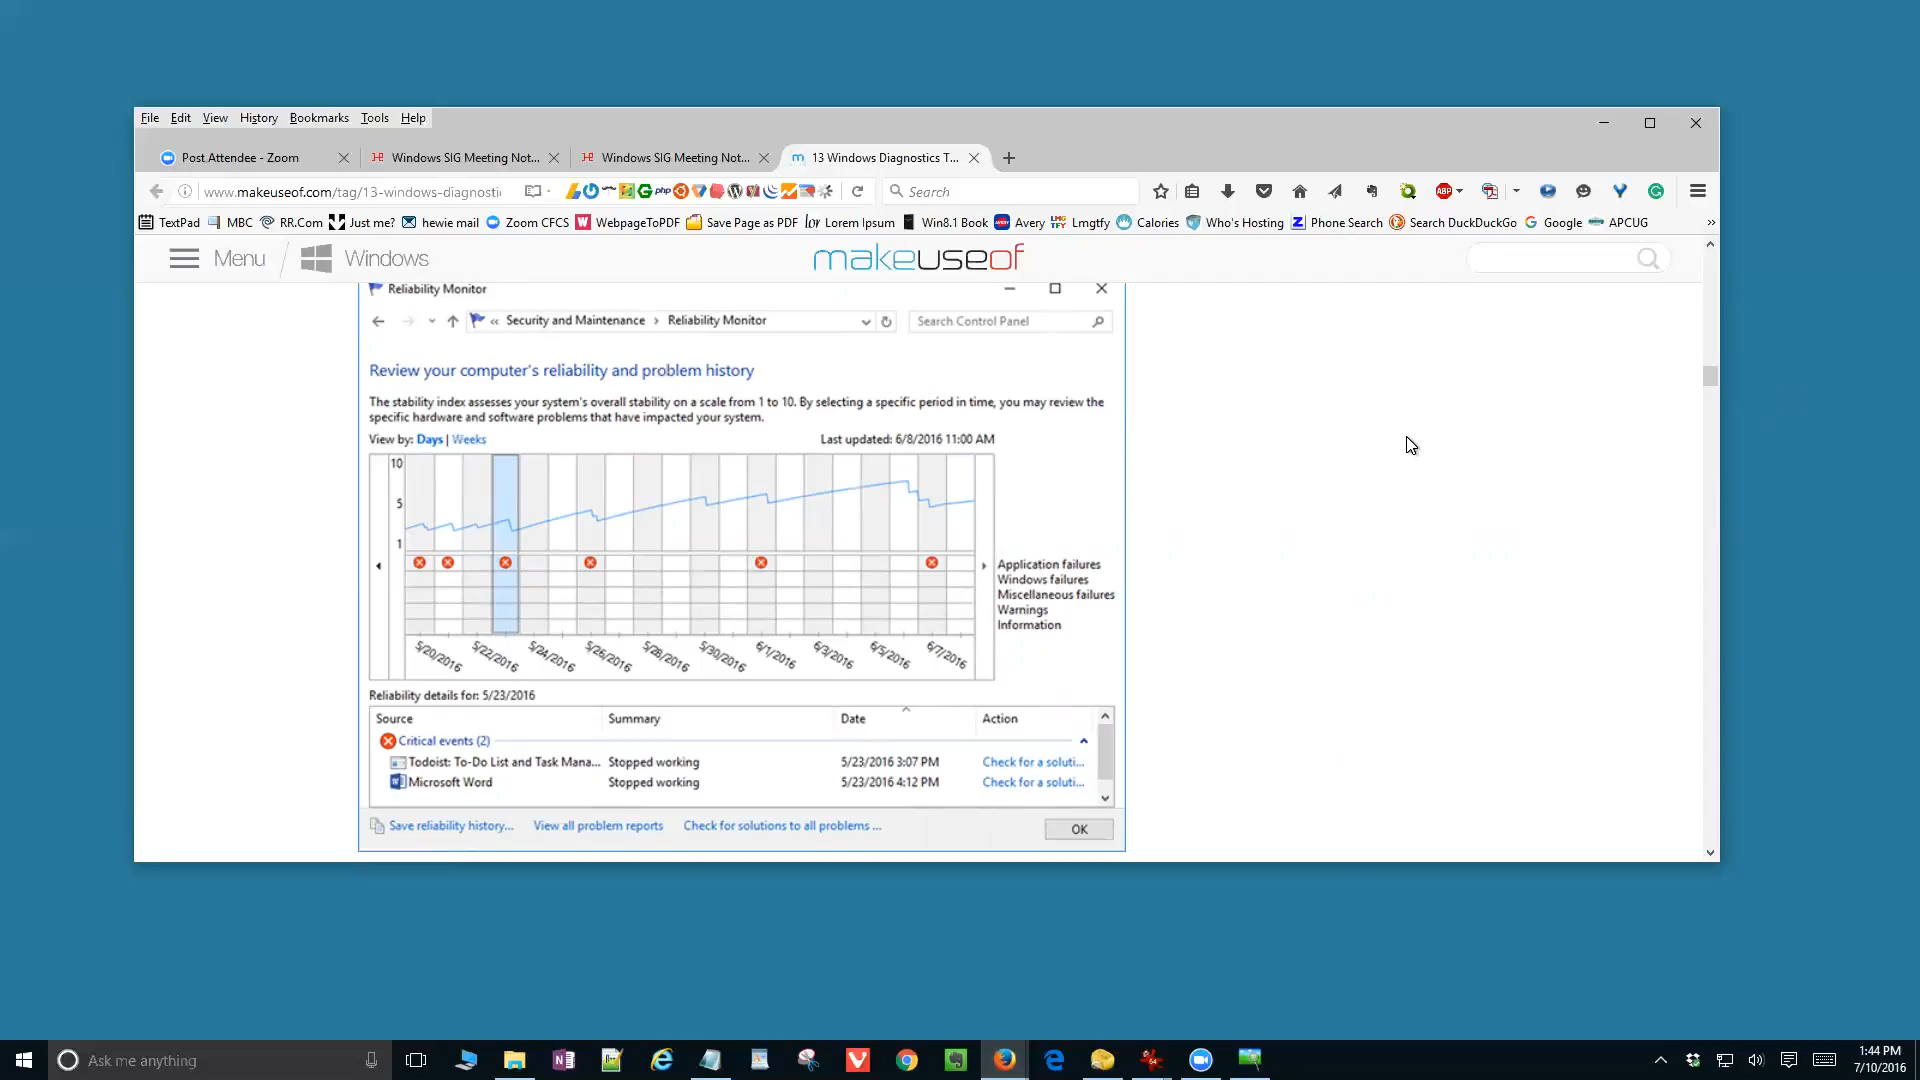 File Edit View History Bookmarks Tools Help
Post Attendee - Zoom
Windows SIG Meeting Not...
Windows SIG Meeting Not...
13 Windows Diagnostics T...
www.makeuseof.com/tag/13-windows-diagnosti
php
Search
ABP
TextPad MBC RR.Com Just me? hewie mail Zoom CFCS WebpageToPDF Save Page as PDF Lorem Ipsum Win8.1 Book Avery Lmgtfy Calories Who's Hosting Phone Search Search DuckDuckGo Google APCUG
Menu Windows makeuseof
Reliability Monitor
« Security and Maintenance › Reliability Monitor
Search Control Panel
Review your computer's reliability and problem history
The stability index assesses your system's overall stability on a scale from 1 to 10. By selecting a specific period in time, you may review the
specific hardware and software problems that have impacted your system.
View by: Days | Weeks Last updated: 6/8/2016 11:00 AM
10
5
1
Application failures
Windows failures
Miscellaneous failures
Warnings
Information
5/20/2016 5/22/2016 5/24/2016 5/26/2016 5/28/2016 5/30/2016 6/1/2016 6/3/2016 6/5/2016 6/7/2016
Reliability details for: 5/23/2016
Source Summary Date Action
Critical events (2)
Todoist: To-Do List and Task Mana... Stopped working 5/23/2016 3:07 PM Check for a soluti...
Microsoft Word Stopped working 5/23/2016 4:12 PM Check for a soluti...
Save reliability history... View all problem reports Check for solutions to all problems ... OK
Ask me anything
1:44 PM
7/10/2016